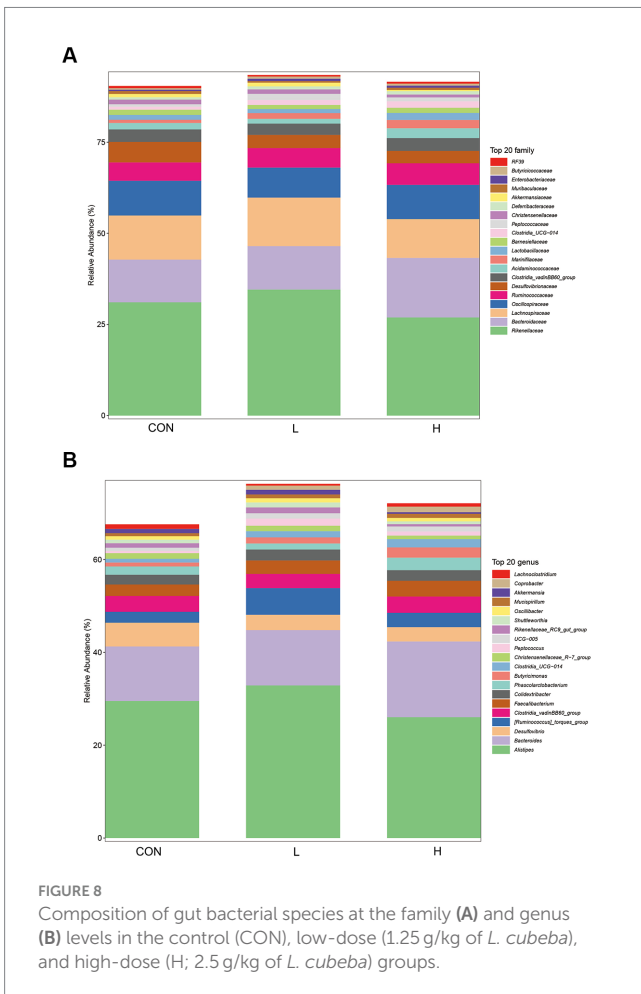 A
75
50
25
0
Relative Abundance (%)
CON
L
H
Top 20 family
RF39
Butyricicoccaceae
Enterobacteriaceae
Muribaculaceae
Akkermansiaceae
Deferribacteraceae
Christensenellaceae
Peptococcaceae
Clostridia_UCG-014
Barnesiellaceae
Lactobacillaceae
Marinifilaceae
Acidaminococcaceae
Clostridia_vadinBB60_group
Desulfovibrionaceae
Ruminococcaceae
Oscillospiraceae
Lachnospiraceae
Bacteroidaceae
Rikenellaceae
B
60
40
20
0
Relative Abundance (%)
CON
L
H
Top 20 genus
Lachnoclostridium
Coprobacter
Akkermansia
Mucispirillum
Oscillibacter
Shuttleworthia
Rikenellaceae_RC9_gut_group
UCG-005
Peptococcus
Christensenellaceae_R-7_group
Clostridia_UCG-014
Butyricimonas
Phascolarctobacterium
Colidextribacter
Faecalibacterium
Clostridia_vadinBB60_group
[Ruminococcus]_torques_group
Desulfovibrio
Bacteroides
Alistipes
FIGURE 8
Composition of gut bacterial species at the family (A) and genus
(B) levels in the control (CON), low-dose (1.25 g/kg of L. cubeba),
and high-dose (H; 2.5 g/kg of L. cubeba) groups.